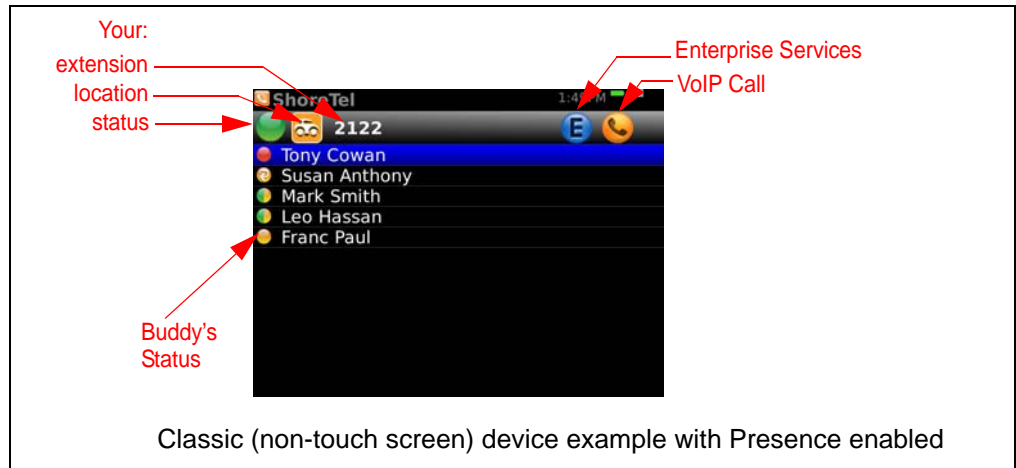 Your:
extension
location
status
Enterprise Services
VoIP Call
ShoreTel
2122
E
Tony Cowan
Susan Anthony
Mark Smith
Leo Hassan
Franc Paul
Buddy's
Status
Classic (non-touch screen) device example with Presence enabled